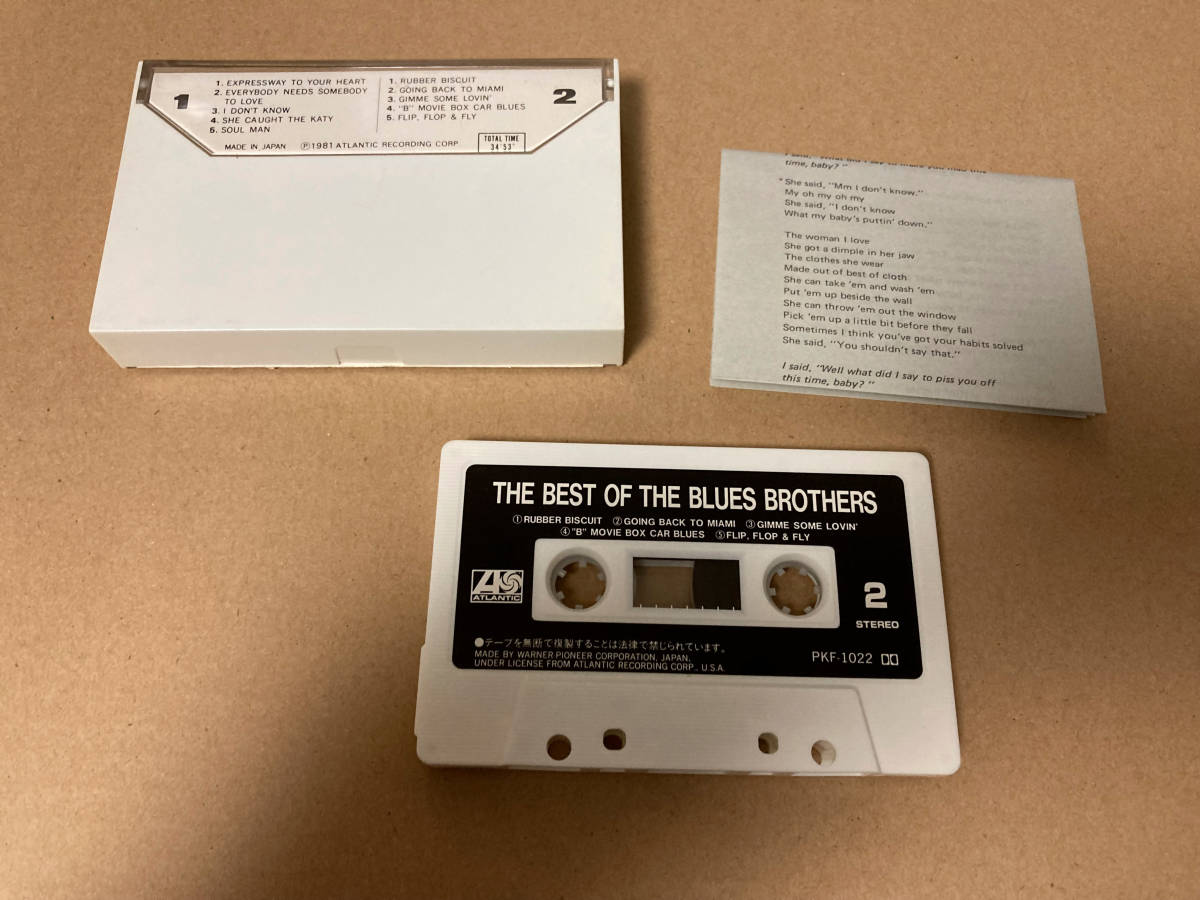 1
1. EXPRESSWAY TO YOUR HEART
2. EVERYBODY NEEDS SOMEBODY
TO LOVE
3. I DON'T KNOW
4. SHE CAUGHT THE KATY
5. SOUL MAN
1. RUBBER BISCUIT
2. GOING BACK TO MIAMI
3. GIMME SOME LOVIN'
4. "B" MOVIE BOX CAR BLUES
5. FLIP, FLOP & FLY
2
MADE IN JAPAN Ⓟ1981 ATLANTIC RECORDING CORP.
TOTAL TIME
34'53"
time, baby?"
*She said, "Mm I don't know."
My oh my oh my
She said, "I don't know
What my baby's puttin' down."
The woman I love
She got a dimple in her jaw
The clothes she wear
Made out of best of cloth
She can take 'em and wash 'em
Put 'em up beside the wall
She can throw 'em out the window
Pick 'em up a little bit before they fall
Sometimes I think you've got your habits solved
She said, "You shouldn't say that."
I said, "Well what did I say to piss you off
this time, baby?"
THE BEST OF THE BLUES BROTHERS
①RUBBER BISCUIT ②GOING BACK TO MIAMI ③GIMME SOME LOVIN'
④"B" MOVIE BOX CAR BLUES ⑤FLIP, FLOP & FLY
ATLANTIC
2
STEREO
●テープを無断で複製することは法律で禁じられています。
MADE BY WARNER-PIONEER CORPORATION, JAPAN,
UNDER LICENSE FROM ATLANTIC RECORDING CORP., U.S.A.
PKF-1022